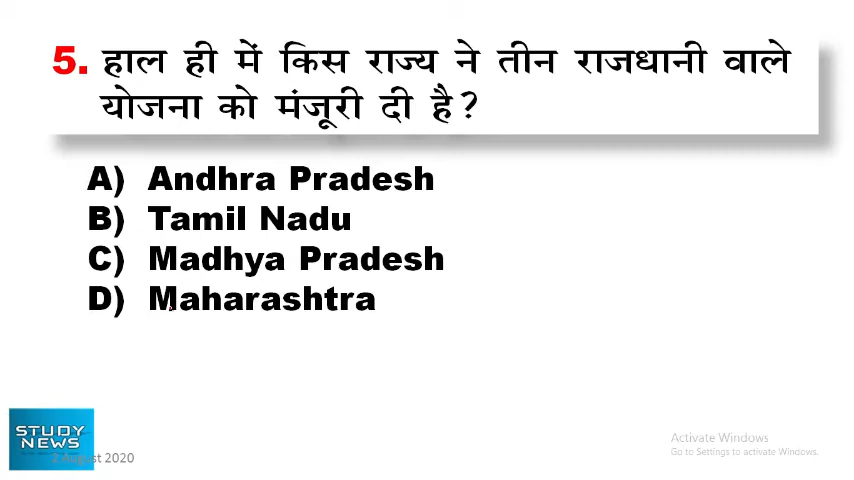 5. हाल ही में किस राज्य ने तीन राजधानी वाले
योजना को मंजूरी दी है?
A) Andhra Pradesh
B) Tamil Nadu
C) Madhya Pradesh
D) Maharashtra
STUDY
NEWS
August 2020
Activate Windows
Go to Settings to activate Windows.